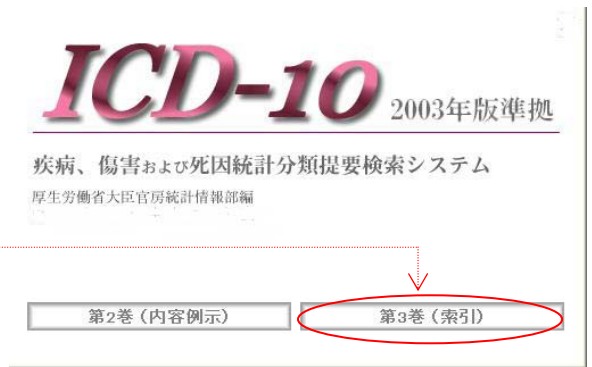 ICD-10 2003年版準拠
疾病、傷害および死因統計分類提要検索システム
厚生労働省大臣官房統計情報部編
第2巻（内容例示） 第3巻（索引）